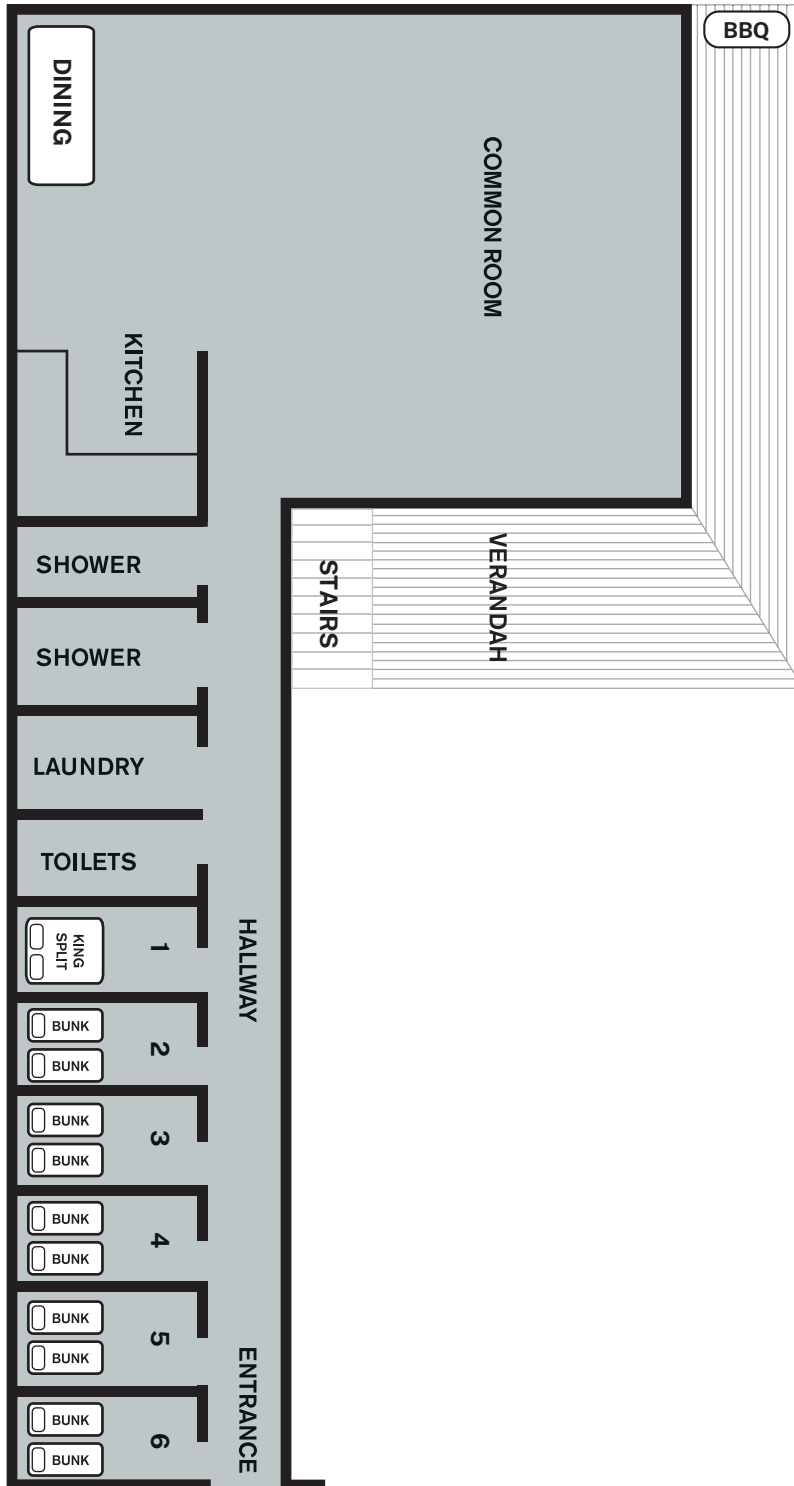 BBQ
DINING
COMMON ROOM
KITCHEN
SHOWER
STAIRS
VERANDAH
SHOWER
LAUNDRY
TOILETS
HALLWAY
KING
SPLIT
1
BUNK
BUNK
2
BUNK
BUNK
3
BUNK
BUNK
4
BUNK
BUNK
5
ENTRANCE
BUNK
BUNK
6